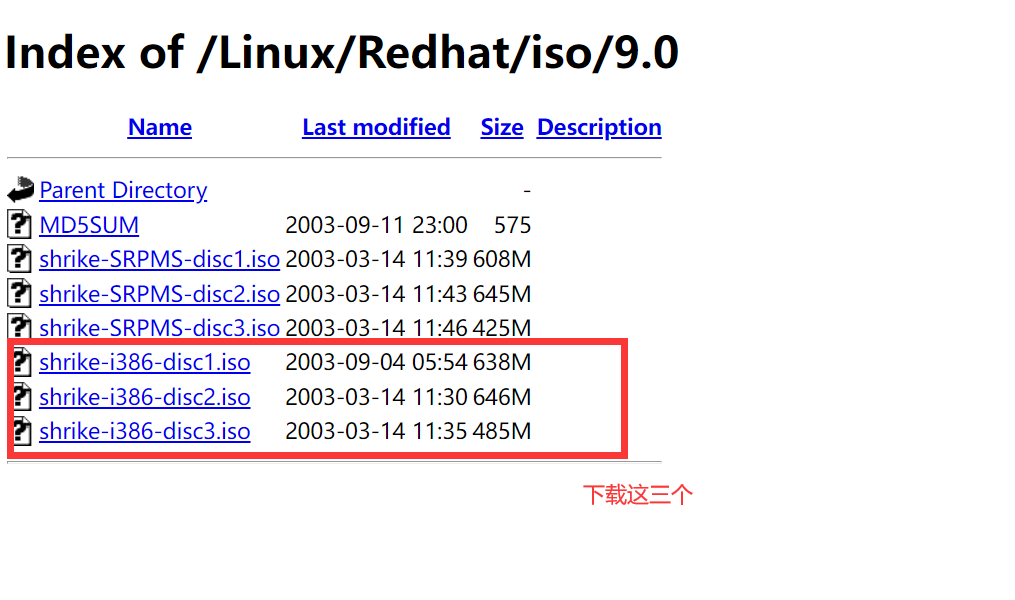 Index of /Linux/Redhat/iso/9.0
Name Last modified Size Description
Parent Directory -
MD5SUM 2003-09-11 23:00 575
shrike-SRPMS-disc1.iso 2003-03-14 11:39 608M
shrike-SRPMS-disc2.iso 2003-03-14 11:43 645M
shrike-SRPMS-disc3.iso 2003-03-14 11:46 425M
shrike-i386-disc1.iso 2003-09-04 05:54 638M
shrike-i386-disc2.iso 2003-03-14 11:30 646M
shrike-i386-disc3.iso 2003-03-14 11:35 485M
下载这三个